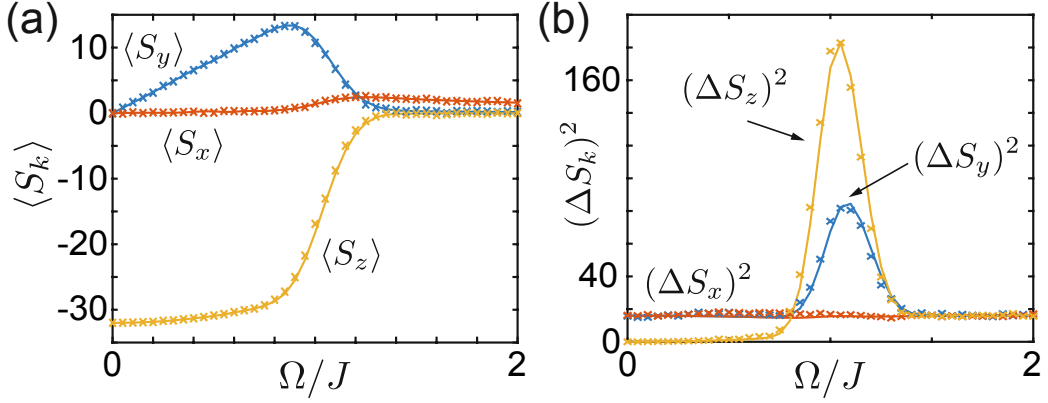 (a)
⟨S_k⟩
10
0
-10
-20
-30
⟨S_y⟩
⟨S_x⟩
⟨S_z⟩
0
2
Ω/J
(b)
(ΔS_k)^2
160
40
0
(ΔS_z)^2
(ΔS_y)^2
(ΔS_x)^2
0
2
Ω/J